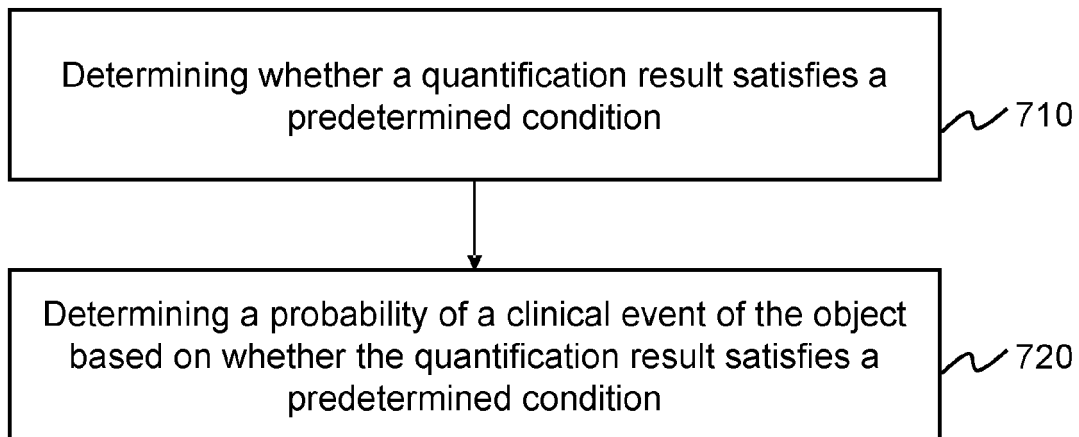 Determining whether a quantification result satisfies a
predetermined condition
710
Determining a probability of a clinical event of the object
based on whether the quantification result satisfies a
predetermined condition
720